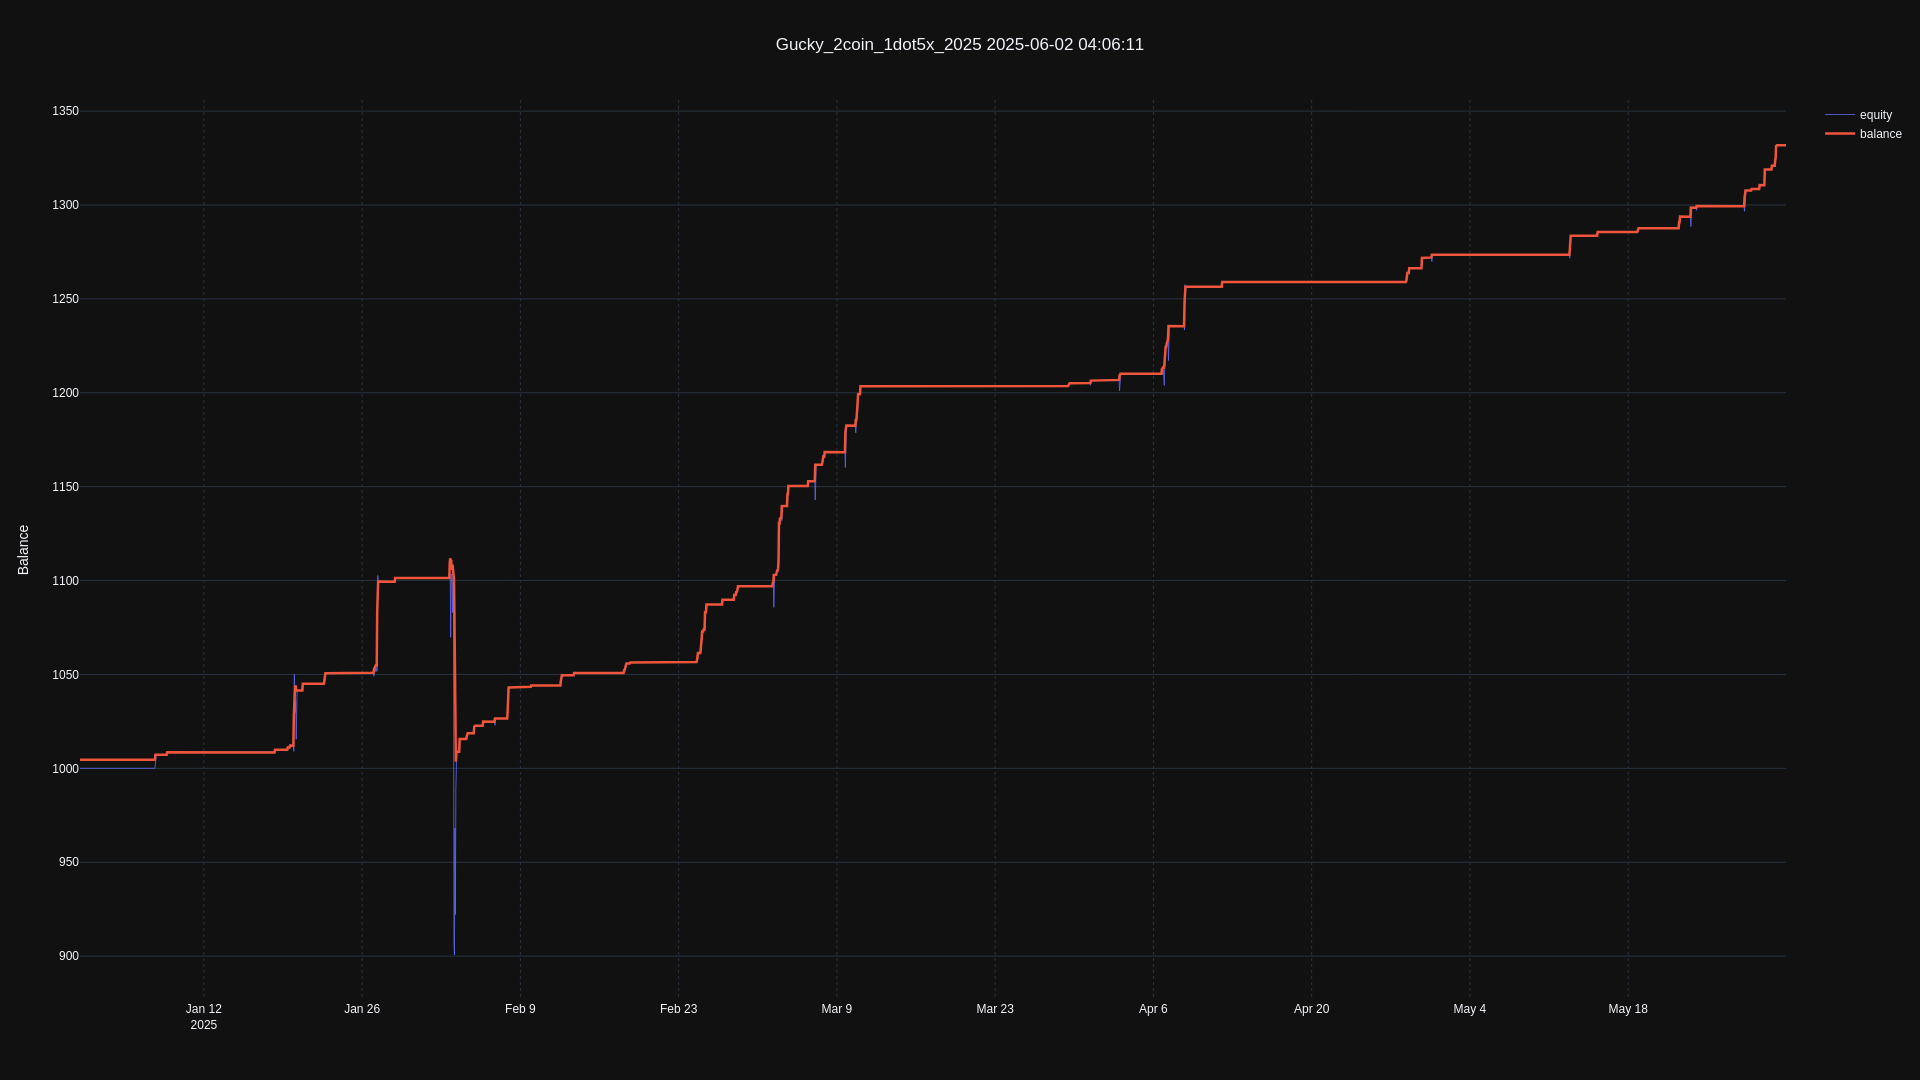 Gucky_2coin_1dot5x_2025 2025-06-02 04:06:11
equity
balance
1350
1300
1250
1200
1150
1100
1050
1000
950
900
Balance
Jan 12
2025
Jan 26
Feb 9
Feb 23
Mar 9
Mar 23
Apr 6
Apr 20
May 4
May 18